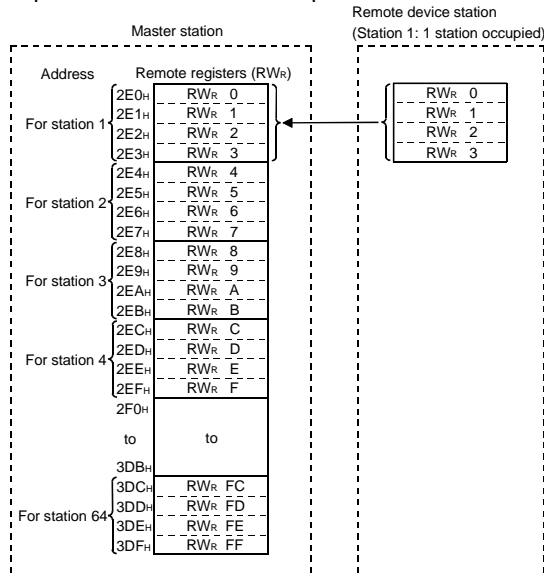 Remote device station
Master station
(Station 1: 1 station occupied)
Address Remote registers (RWR)
2E0H RWR 0 RWR 0
For station 1 2E1H RWR 1 RWR 1
2E2H RWR 2 RWR 2
2E3H RWR 3 RWR 3
2E4H RWR 4
For station 2 2E5H RWR 5
2E6H RWR 6
2E7H RWR 7
2E8H RWR 8
For station 3 2E9H RWR 9
2EAH RWR A
2EBH RWR B
2ECH RWR C
For station 4 2EDH RWR D
2EEH RWR E
2EFH RWR F
2F0H
to to
3DBH
3DCH RWR FC
3DDH RWR FD
For station 64 3DEH RWR FE
3DFH RWR FF